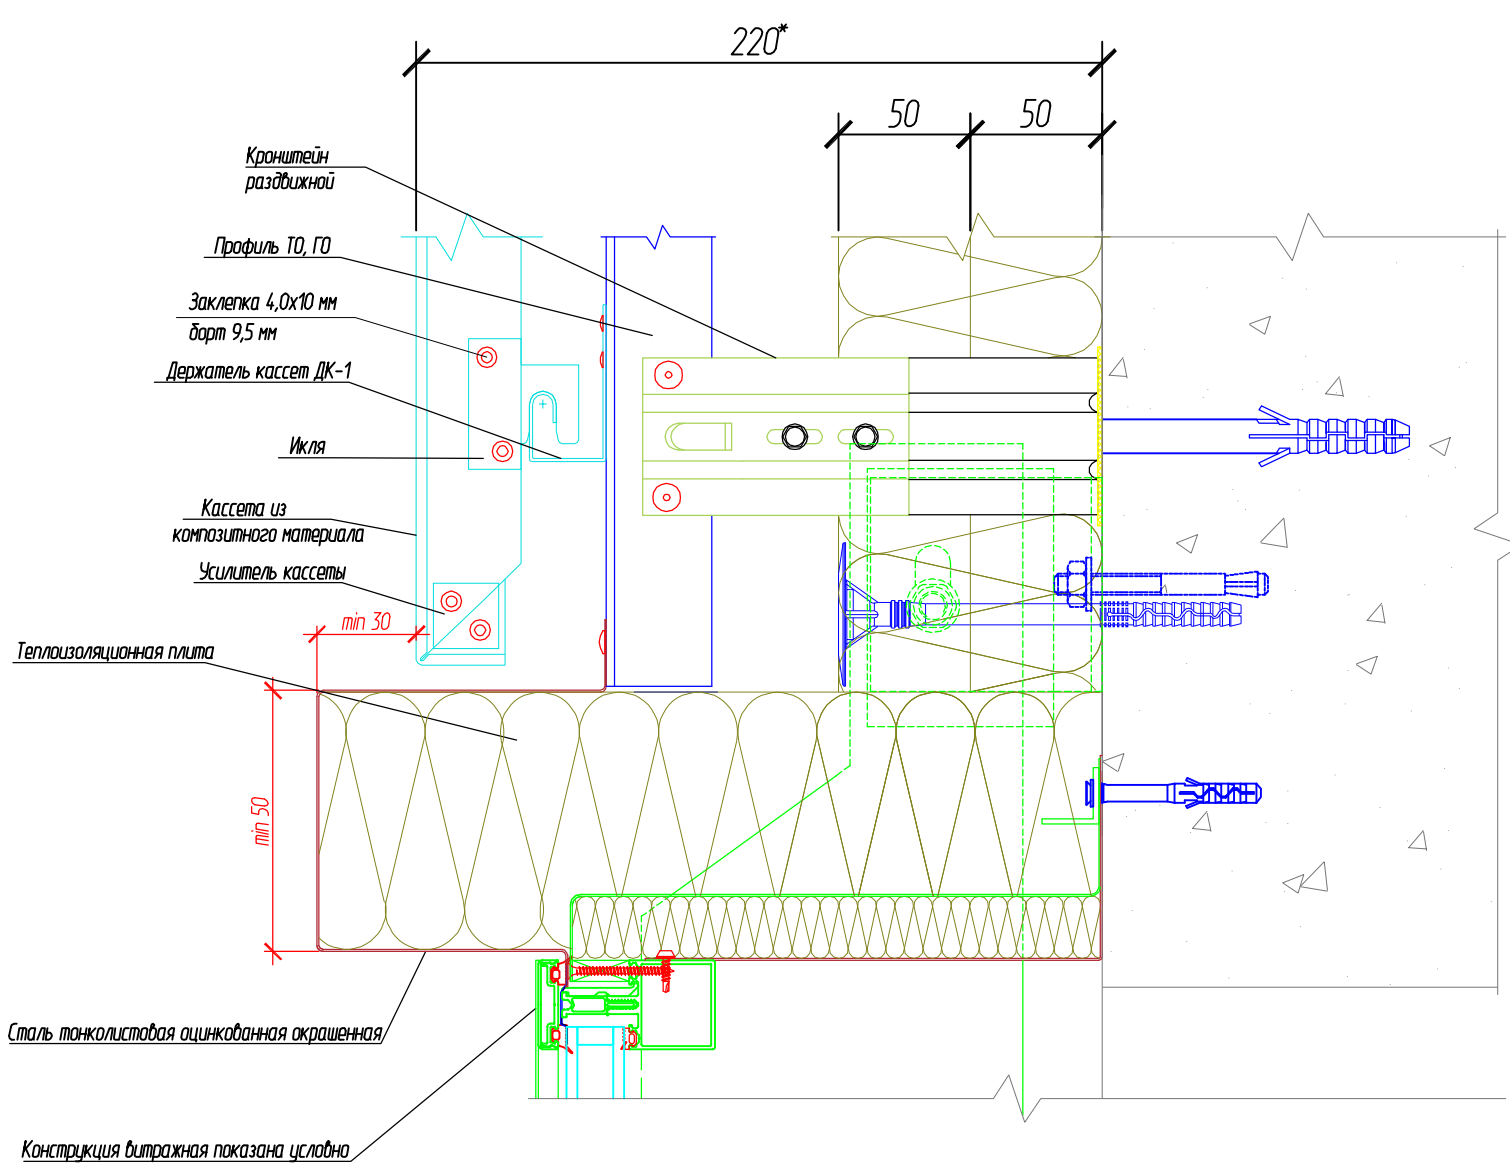 220*
50 50
Кронштейн
раздвижной
Профиль ТО, ГО
Заклепка 4,0х10 мм
борт 9,5 мм
Держатель кассет ДК-1
Икля
Кассета из
композитного материала
Усилитель кассеты
min 30
Теплоизоляционная плита
min 50
Сталь тонколистовая оцинкованная окрашенная
Конструкция витражная показана условно